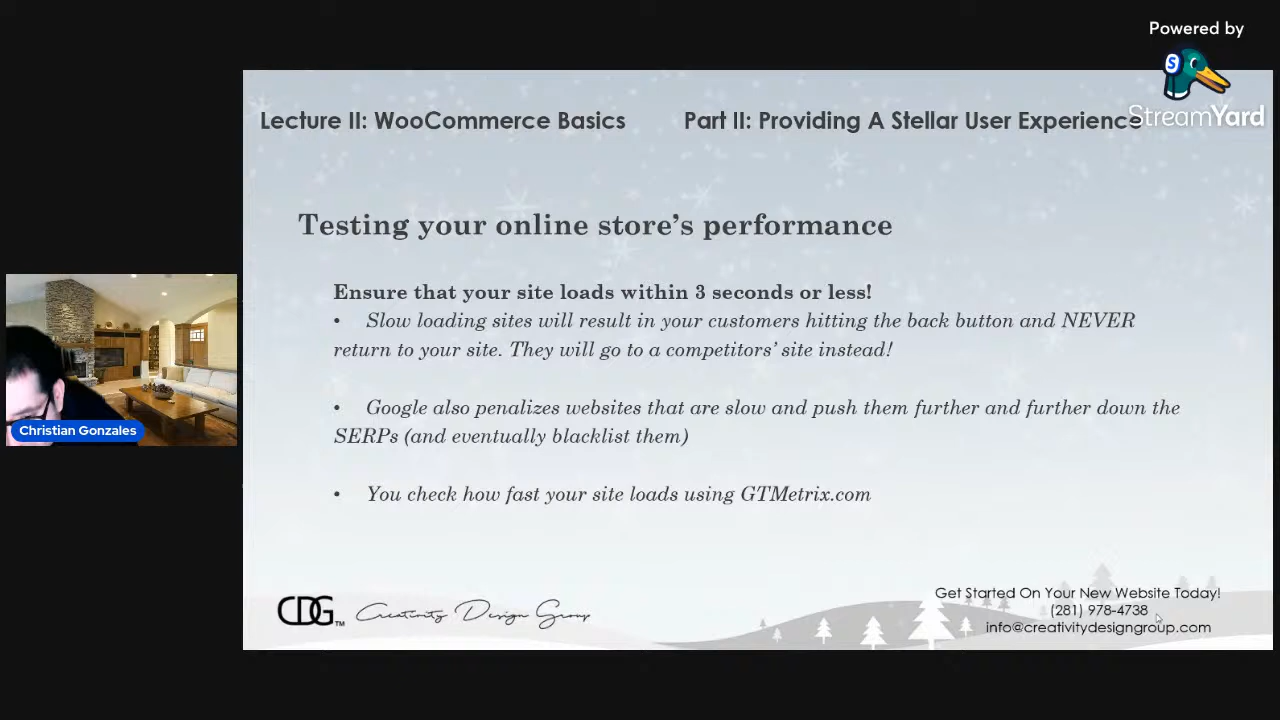 Powered by
StreamYard
Lecture II: WooCommerce Basics
Part II: Providing A Stellar User Experience
Testing your online store's performance
Ensure that your site loads within 3 seconds or less!
• Slow loading sites will result in your customers hitting the back button and NEVER
return to your site. They will go to a competitors' site instead!
• Google also penalizes websites that are slow and push them further and further down the
SERPs (and eventually blacklist them)
• You check how fast your site loads using GTMetrix.com
Christian Gonzales
CDG™ Creativity Design Group
Get Started On Your New Website Today!
(281) 978-4738
info@creativitydesigngroup.com